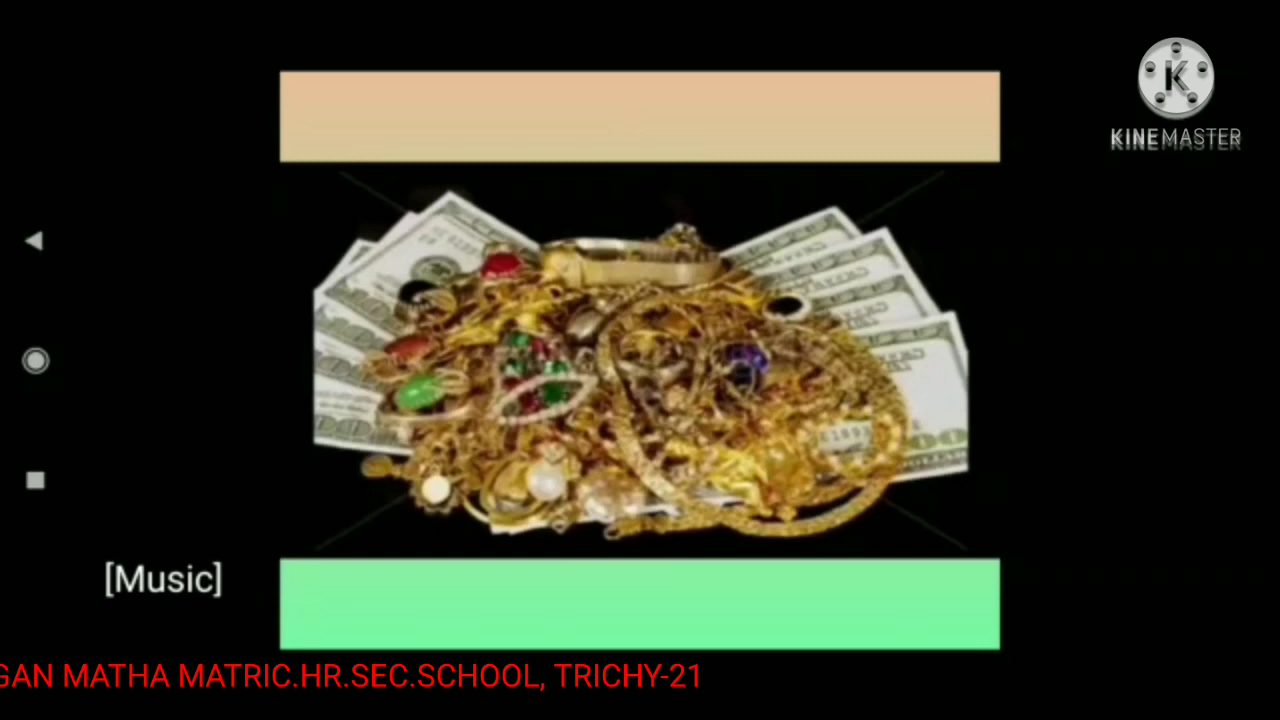 K
KINEMASTER
[Music]
GAN MATHA MATRIC.HR.SEC.SCHOOL, TRICHY-21